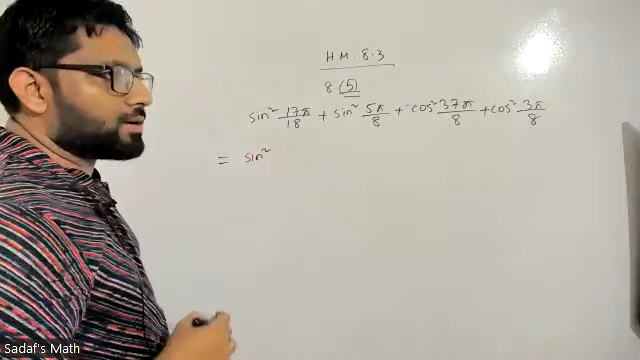 HM 8.3
8 (5)
sin² 17π/18 + sin² 5π/8 + cos² 37π/8 + cos² 3π/8
= sin²
Sadaf's Math